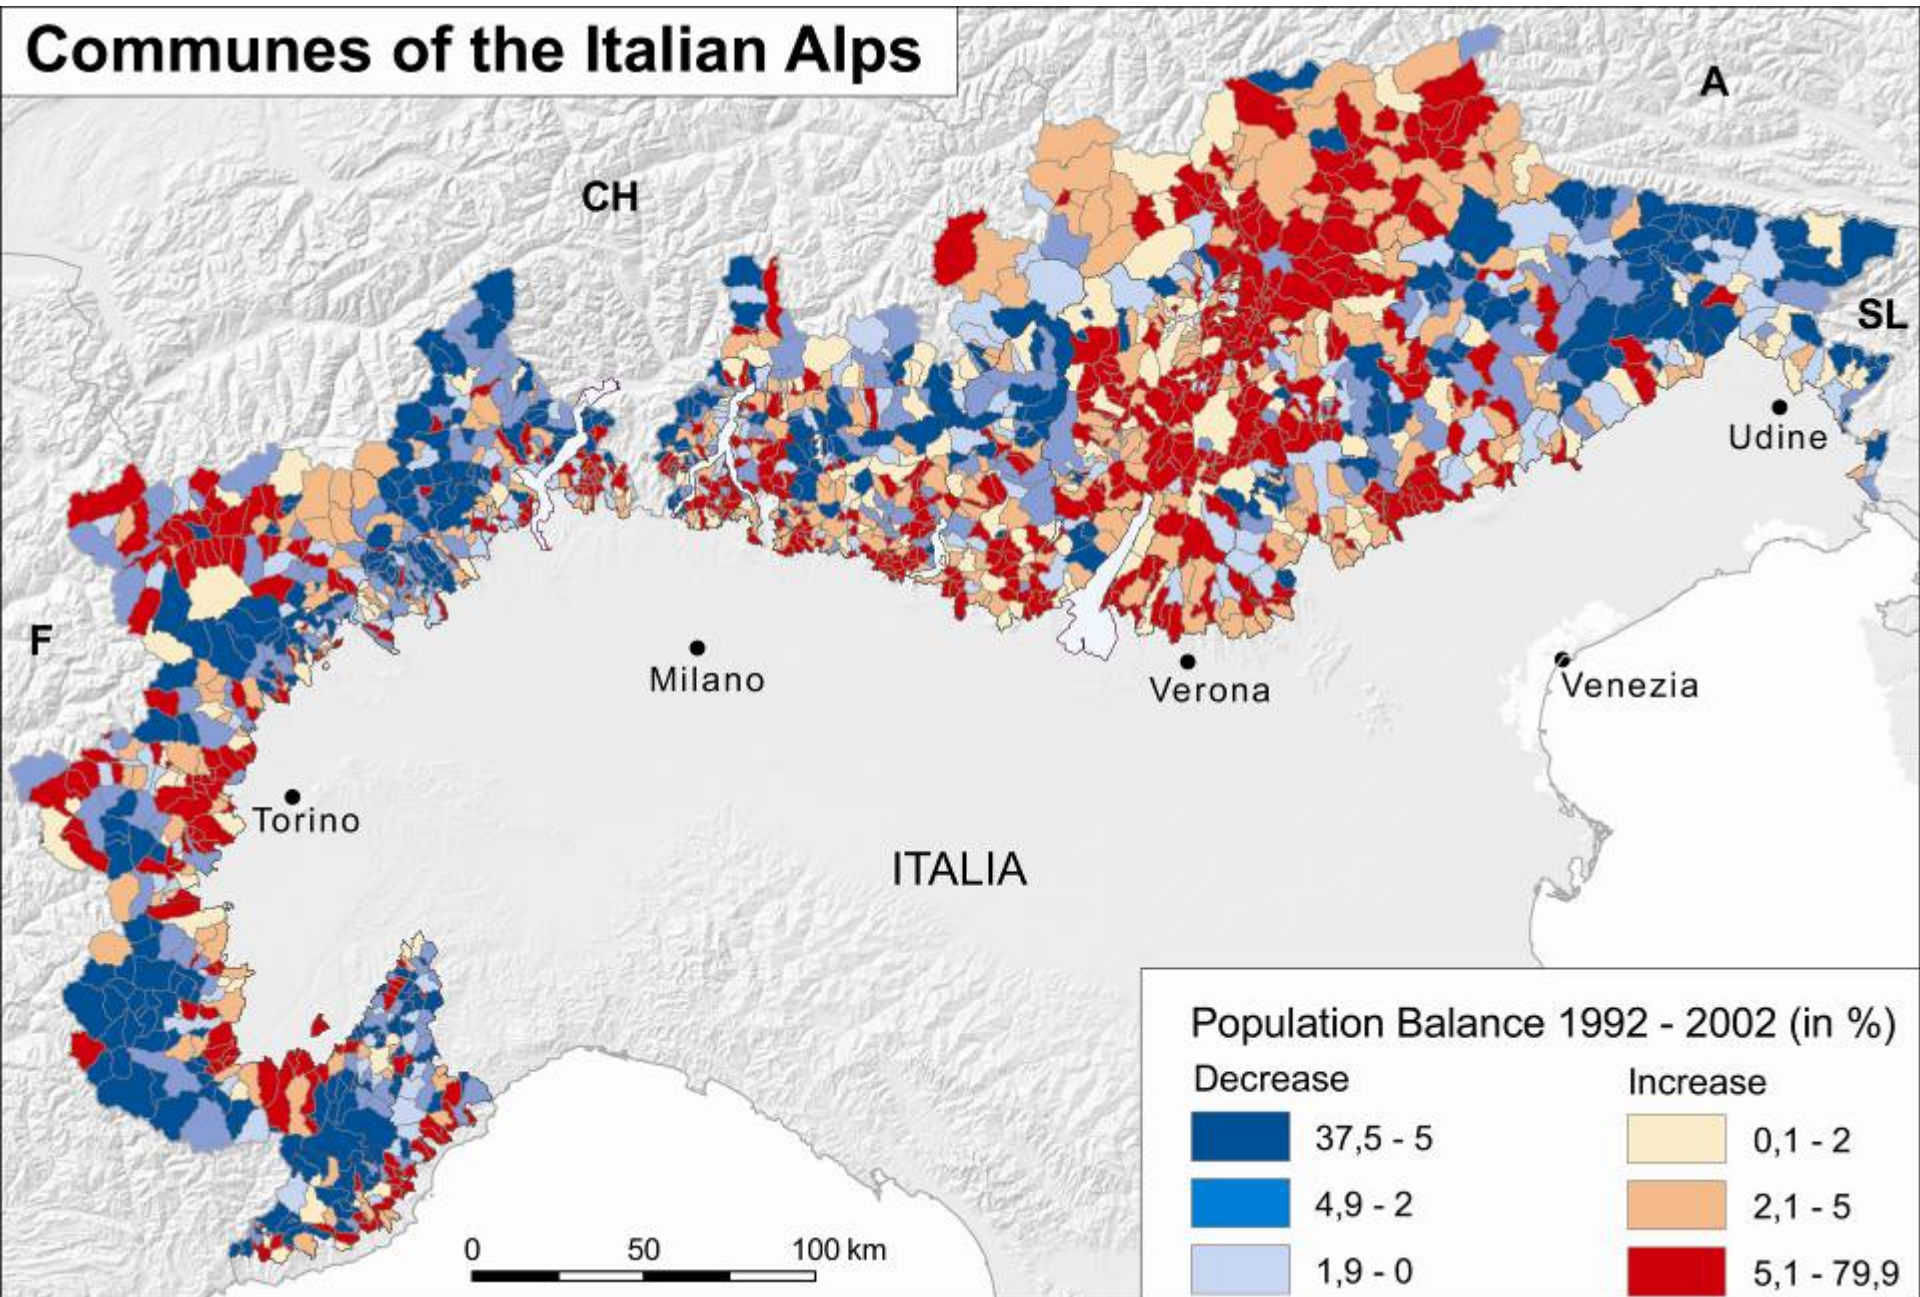 Communes of the Italian Alps
A
CH
SL
Udine
F
Milano
Verona
Venezia
Torino
ITALIA
Population Balance 1992 - 2002 (in %)
Decrease
Increase
37,5 - 5
0,1 - 2
4,9 - 2
2,1 - 5
1,9 - 0
5,1 - 79,9
0 50 100 km